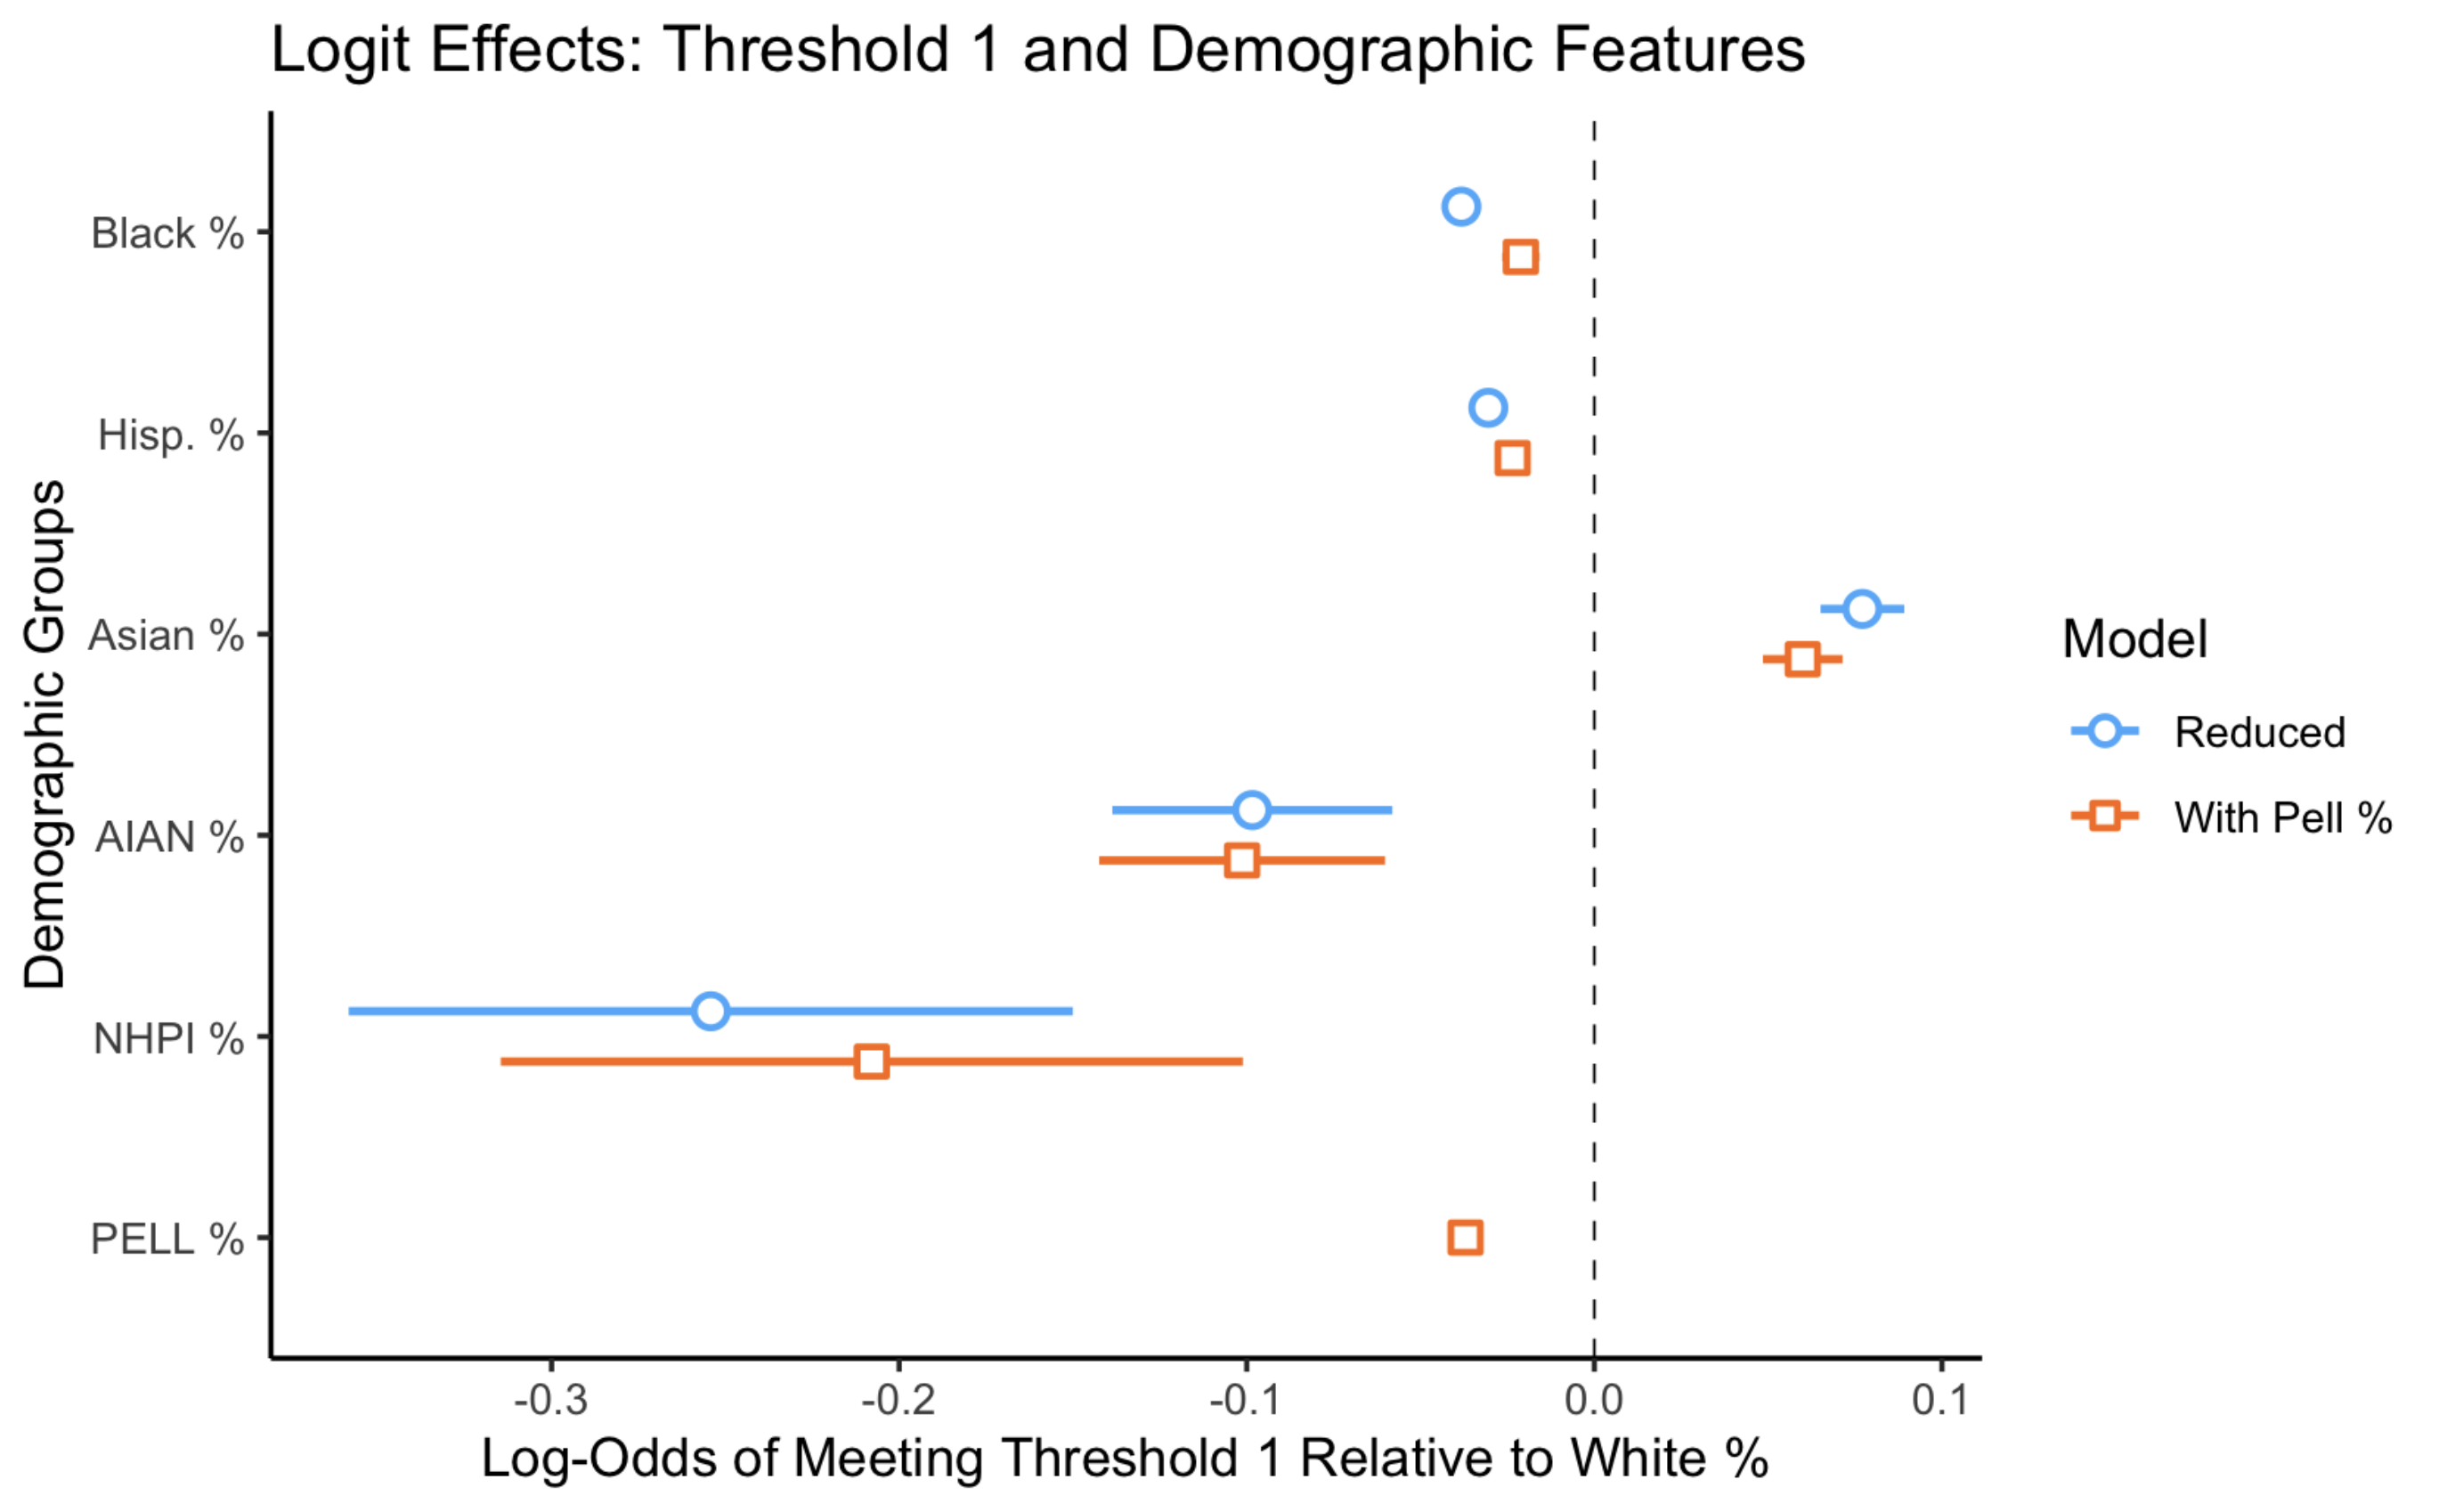 Logit Effects: Threshold 1 and Demographic Features
Demographic Groups
Black %
Hisp. %
Asian %
AIAN %
NHPI %
PELL %
-0.3 -0.2 -0.1 0.0 0.1
Log-Odds of Meeting Threshold 1 Relative to White %
Model
Reduced
With Pell %